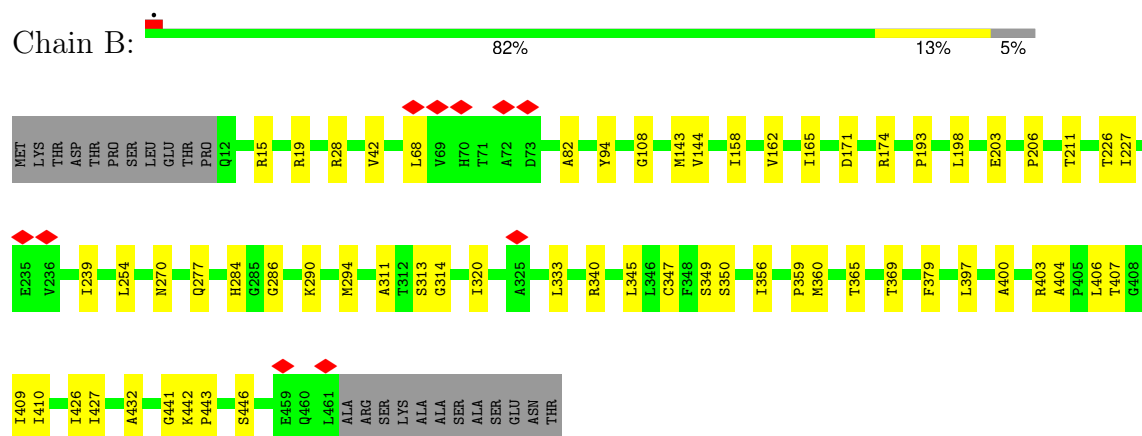 Chain B:
82% 13% 5%
MET LYS THR ASP THR PRO SER LEU GLU THR PRO Q12 R15 R19 R28 V42 L68 V69 H70 T71 A72 D73 A82 Y94 G108 M143 V144 I158 V162 I165 D171 R174 P193 L198 E203 P206 T211 T226 I227
E235 V236 I239 L254 N270 Q277 H284 G285 G286 K290 M294 A311 T312 S313 G314 I320 A325 L333 R340 L345 L346 C347 F348 S349 S350 I356 P359 M360 T365 T369 F379 L397 A400 R403 A404 P405 L406 T407 G408
I409 I410 I426 I427 A432 G441 K442 P443 S446 E459 Q460 L461 ALA ARG SER LYS ALA ALA SER ALA SER GLU ASN THR